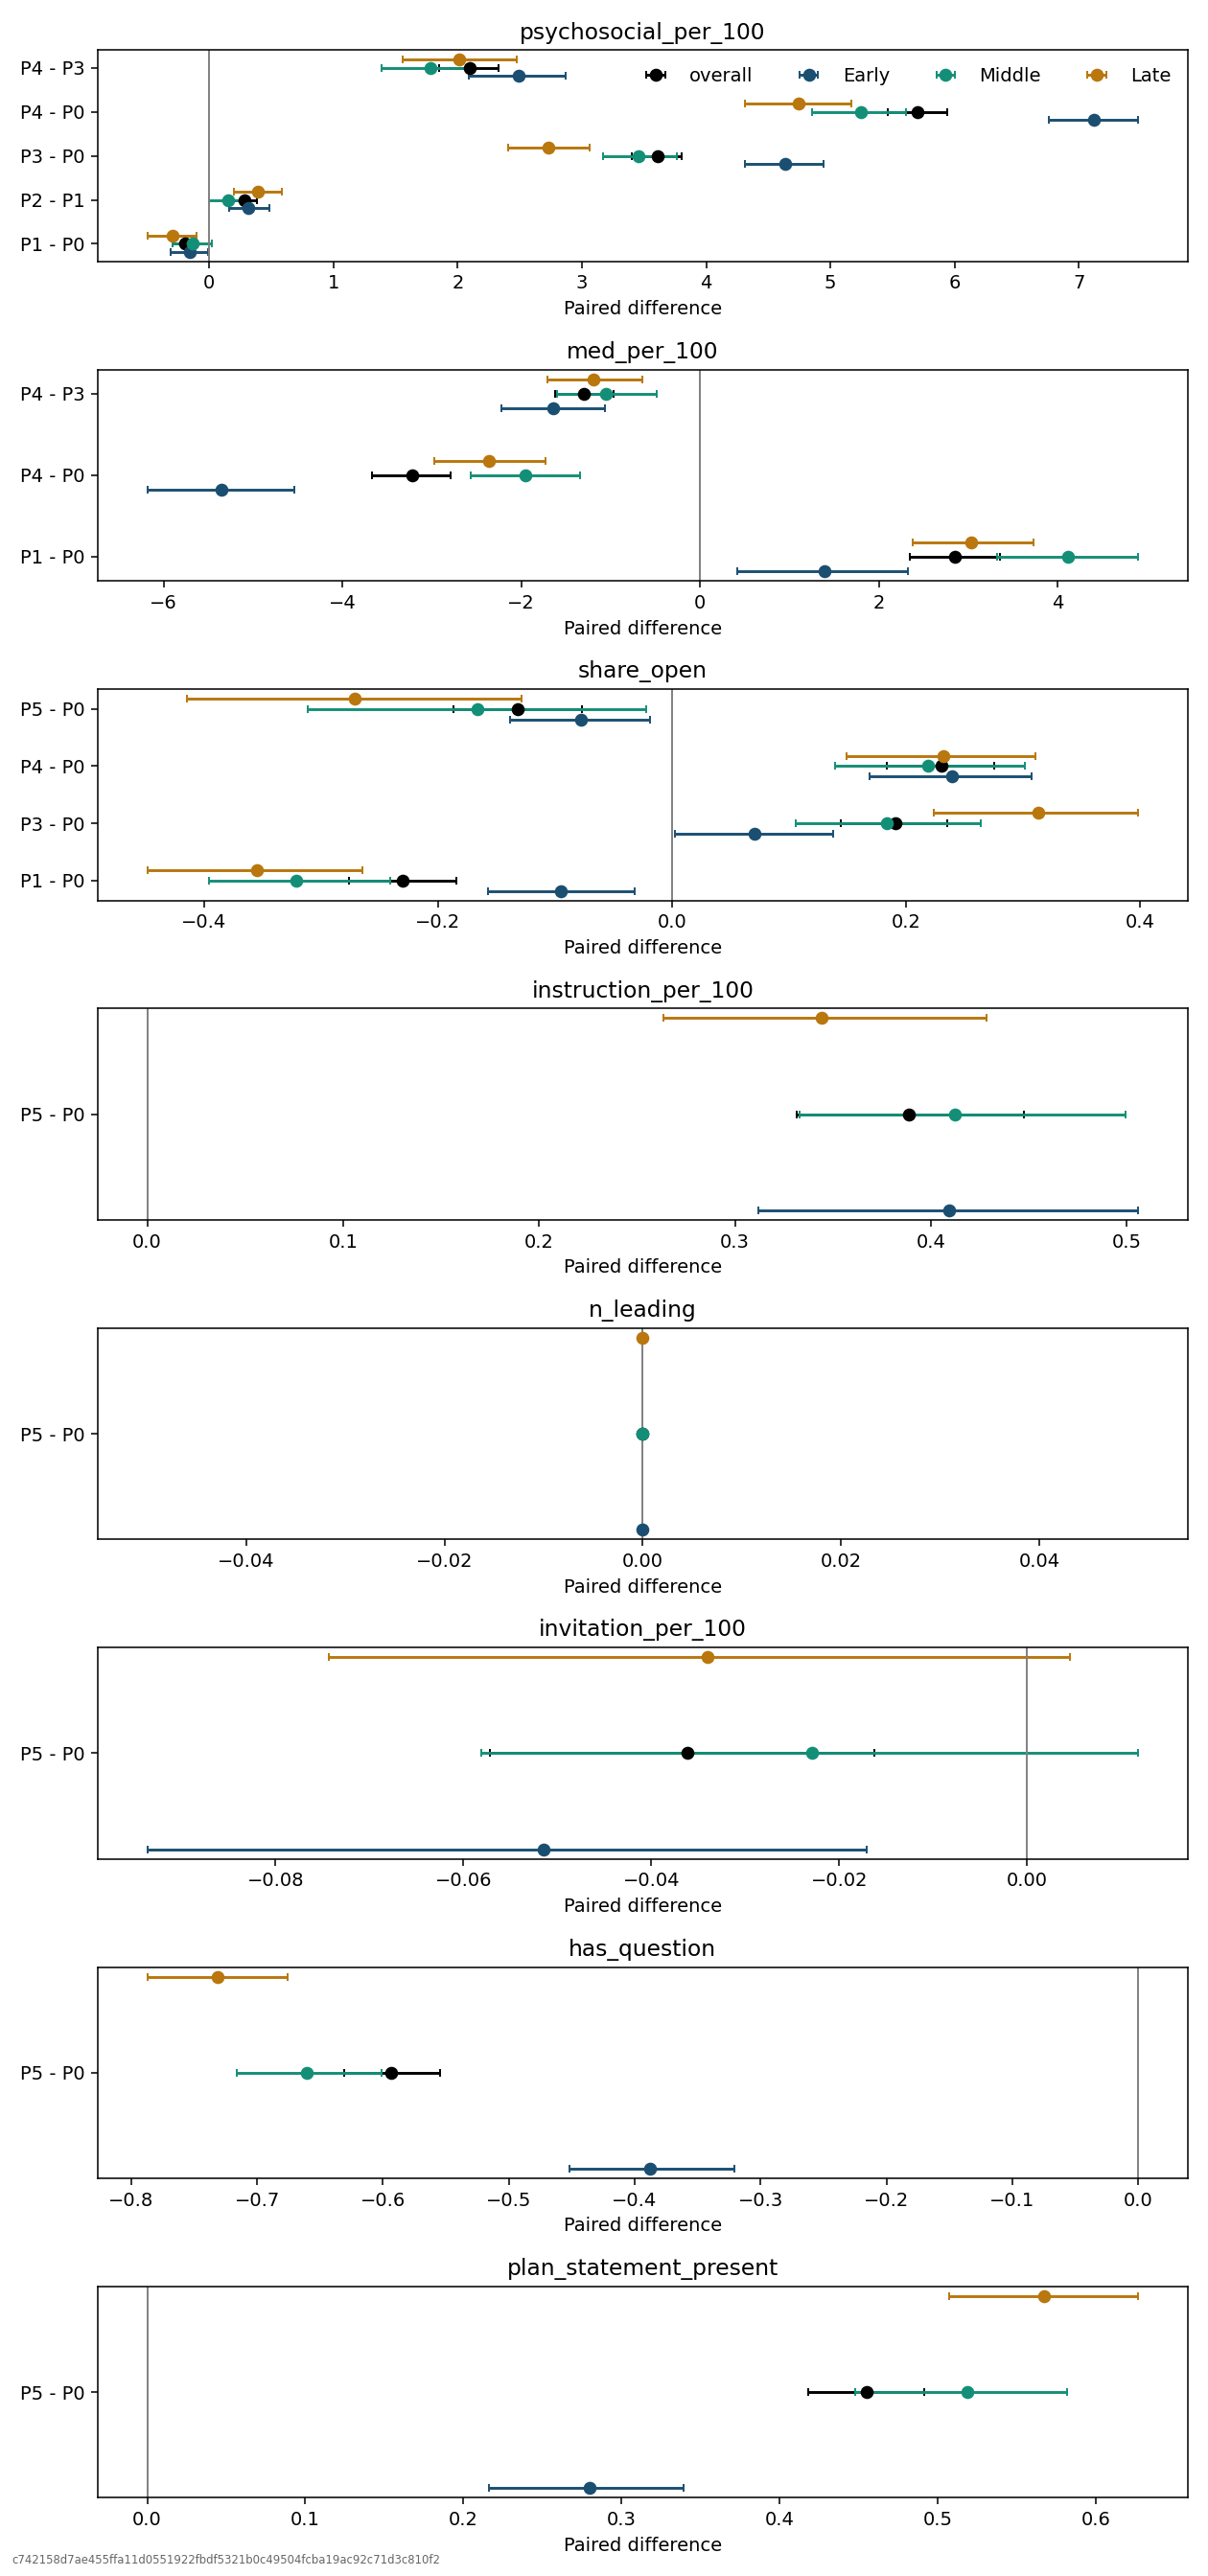 psychosocial_per_100
P4 - P3
P4 - P0
P3 - P0
P2 - P1
P1 - P0
overall Early Middle Late
0 1 2 3 4 5 6 7
Paired difference
med_per_100
P4 - P3
P4 - P0
P1 - P0
−6 −4 −2 0 2 4
Paired difference
share_open
P5 - P0
P4 - P0
P3 - P0
P1 - P0
−0.4 −0.2 0.0 0.2 0.4
Paired difference
instruction_per_100
P5 - P0
0.0 0.1 0.2 0.3 0.4 0.5
Paired difference
n_leading
P5 - P0
−0.04 −0.02 0.00 0.02 0.04
Paired difference
invitation_per_100
P5 - P0
−0.08 −0.06 −0.04 −0.02 0.00
Paired difference
has_question
P5 - P0
−0.8 −0.7 −0.6 −0.5 −0.4 −0.3 −0.2 −0.1 0.0
Paired difference
plan_statement_present
P5 - P0
0.0 0.1 0.2 0.3 0.4 0.5 0.6
Paired difference
c742158d7ae455ffa11d0551922fbdf5321b0c49504fcba19ac92c71d3c810f2